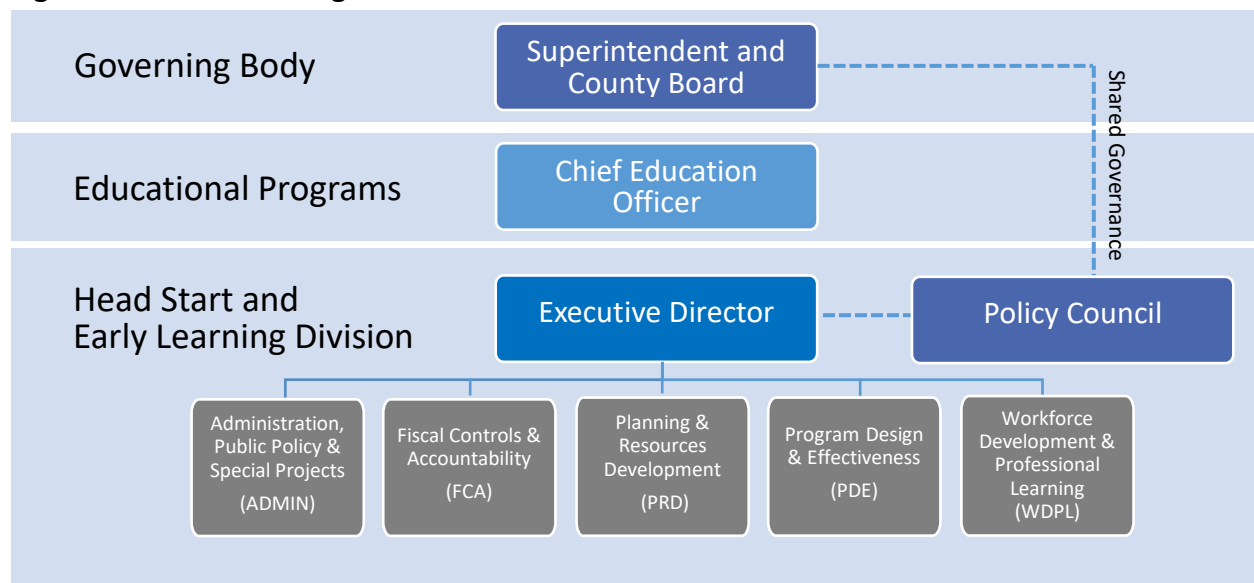 Governing Body
Superintendent and
County Board
Shared Governance
Educational Programs
Chief Education
Officer
Head Start and
Early Learning Division
Executive Director
Policy Council
Administration,
Public Policy &
Special Projects
(ADMIN)
Fiscal Controls &
Accountability
(FCA)
Planning &
Resources
Development
(PRD)
Program Design
& Effectiveness
(PDE)
Workforce
Development &
Professional
Learning
(WDPL)